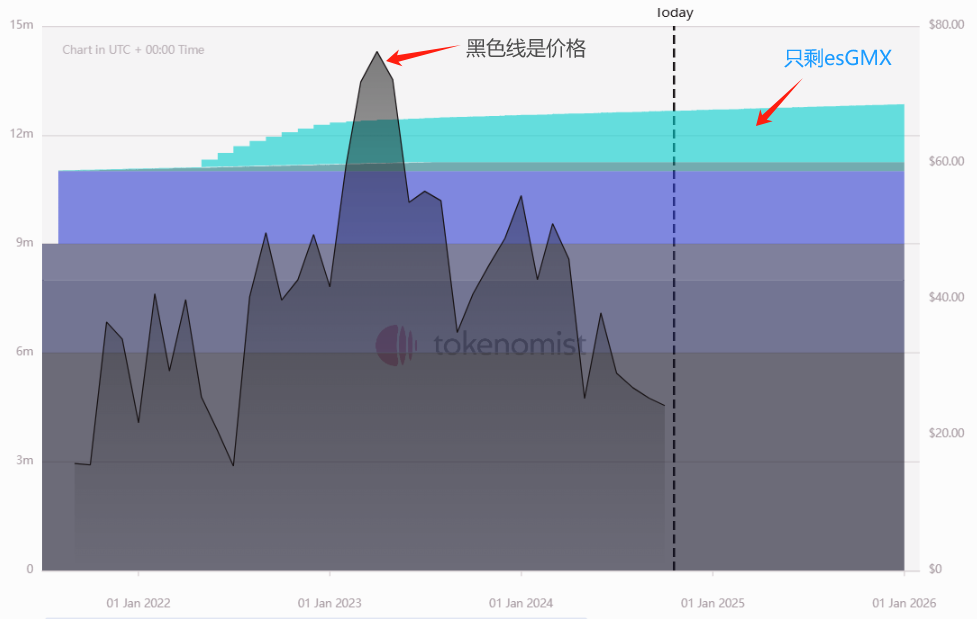 Today
15m
$80.00
Chart in UTC + 00:00 Time
黑色线是价格
只剩esGMX
12m
$60.00
9m
$40.00
6m
tokenomist
3m
$20.00
0
$0
01 Jan 2022
01 Jan 2023
01 Jan 2024
01 Jan 2025
01 Jan 2026